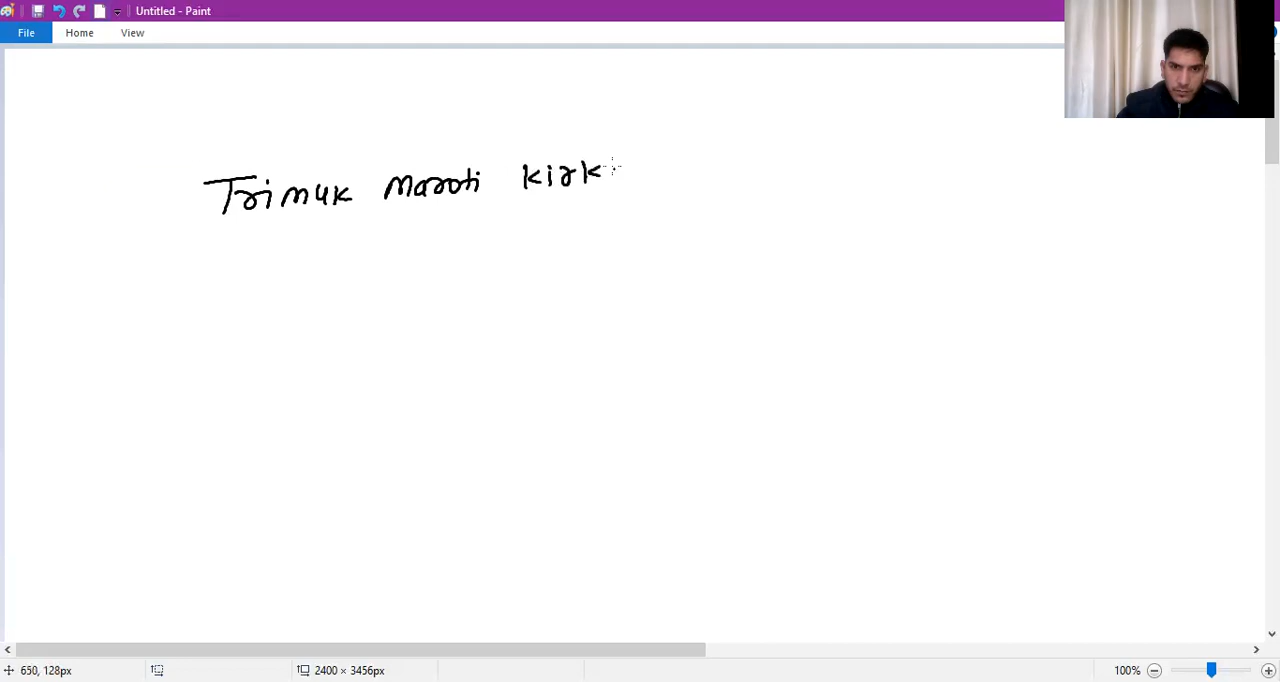 Untitled - Paint
File Home View
Trimuk Maroti kirk
650, 128px 2400 × 3456px 100%